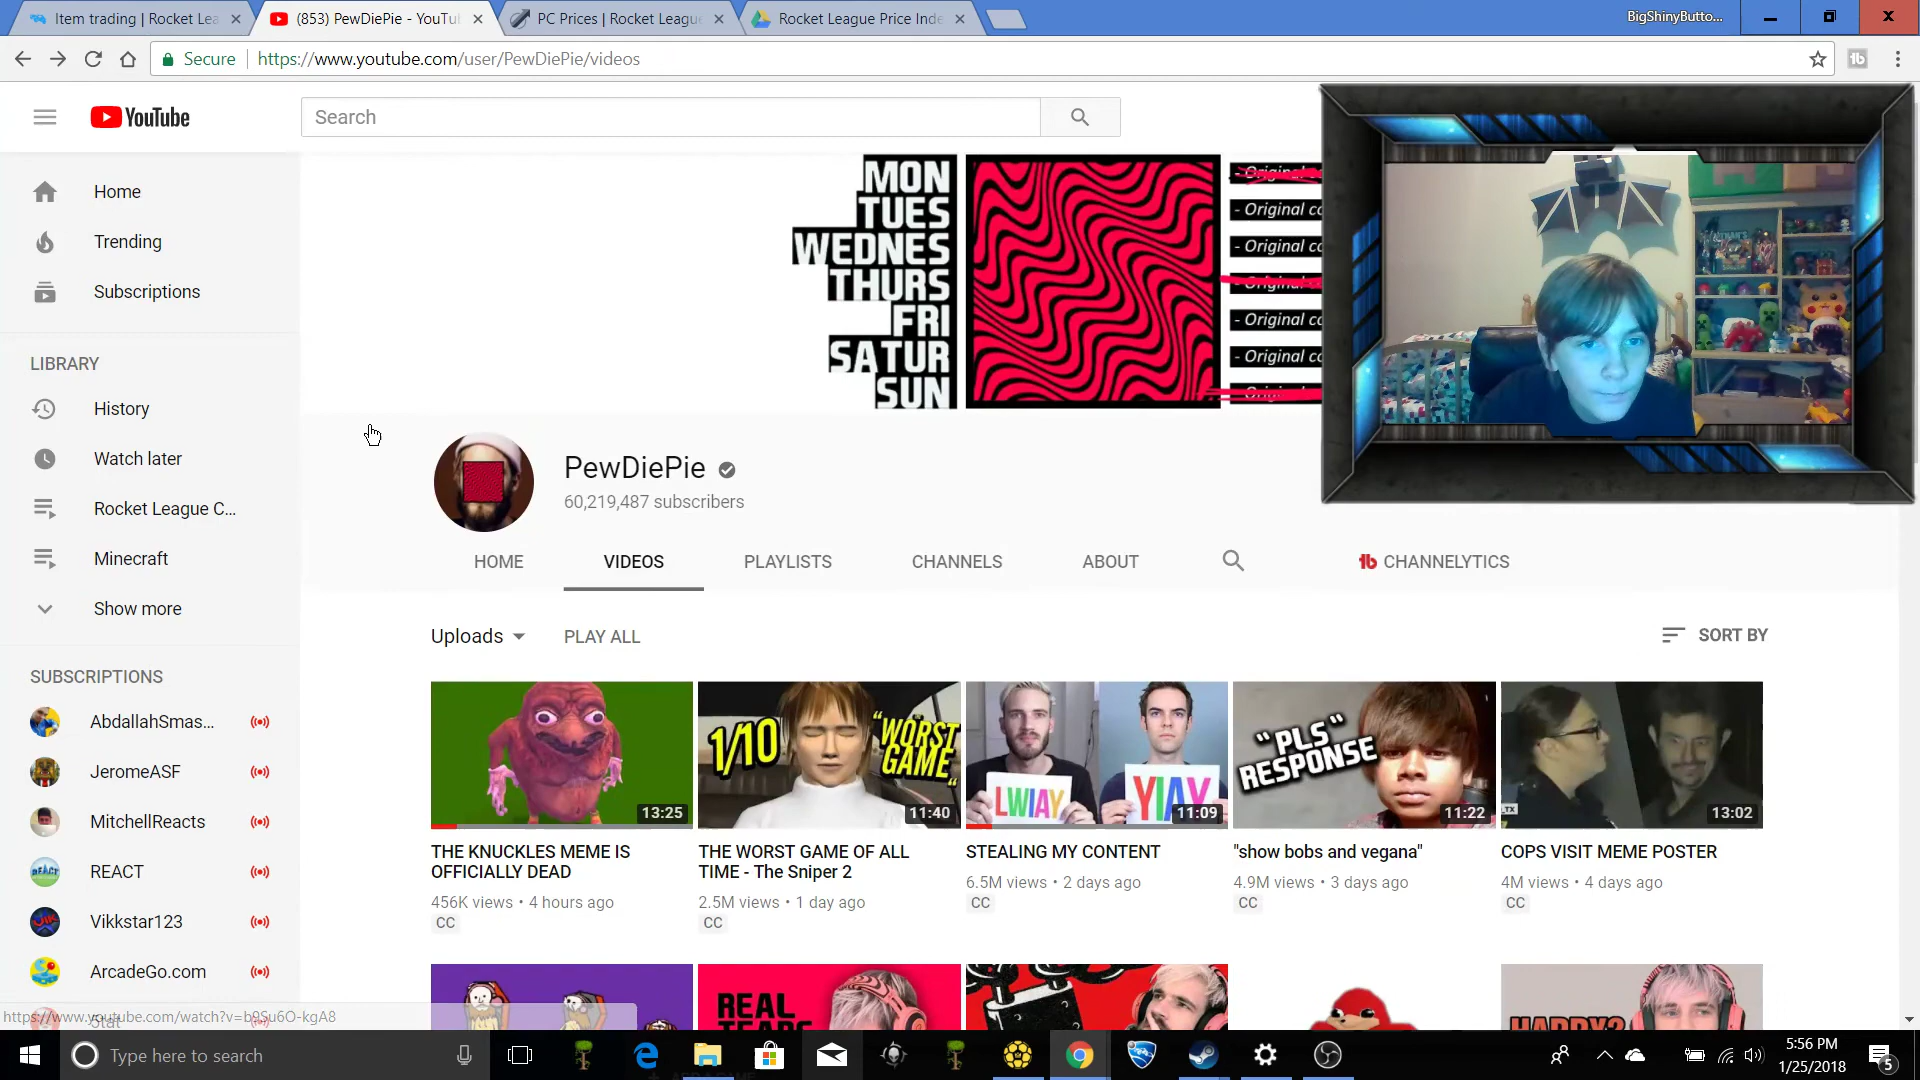 Item trading | Rocket Lea
(853) PewDiePie - YouTu
PC Prices | Rocket League
Rocket League Price Inde
BigShinyButto...
Secure
https://www.youtube.com/user/PewDiePie/videos
YouTube
Search
Home
Trending
Subscriptions
LIBRARY
History
Watch later
Rocket League C...
Minecraft
Show more
SUBSCRIPTIONS
AbdallahSmas...
JeromeASF
MitchellReacts
REACT
Vikkstar123
ArcadeGo.com
MON
TUES
WEDNES
THURS
FRI
SATUR
SUN
- Original co
- Original co
- Original co
- Original co
PewDiePie
60,219,487 subscribers
HOME
VIDEOS
PLAYLISTS
CHANNELS
ABOUT
CHANNELYTICS
Uploads
PLAY ALL
SORT BY
13:25
THE KNUCKLES MEME IS
OFFICIALLY DEAD
456K views • 4 hours ago
CC
1/10
"WORST
GAME"
11:40
THE WORST GAME OF ALL
TIME - The Sniper 2
2.5M views • 1 day ago
CC
LWIAY
YIAY
11:09
STEALING MY CONTENT
6.5M views • 2 days ago
CC
"PLS"
RESPONSE
11:22
"show bobs and vegana"
4.9M views • 3 days ago
CC
TX
13:02
COPS VISIT MEME POSTER
4M views • 4 days ago
CC
REAL
TEARS
HAPPY?
https://www.youtube.com/watch?v=b9Su6O-kgA8
Type here to search
5:56 PM
1/25/2018
5